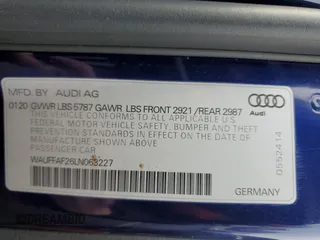 MFD. BY AUDI AG
01 20 GVWR LBS 5787 GAWR LBS FRONT 2921 / REAR 2987
THIS VEHICLE CONFORMS TO ALL APPLICABLE U.S.
FEDERAL MOTOR VEHICLE SAFETY, BUMPER AND THEFT
PREVENTION STANDARDS IN EFFECT ON THE DATE OF
MANUFACTURE SHOWN ABOVE
PASSENGER CAR
WAUFFAF26LN063227
Audi
0552414
GERMANY